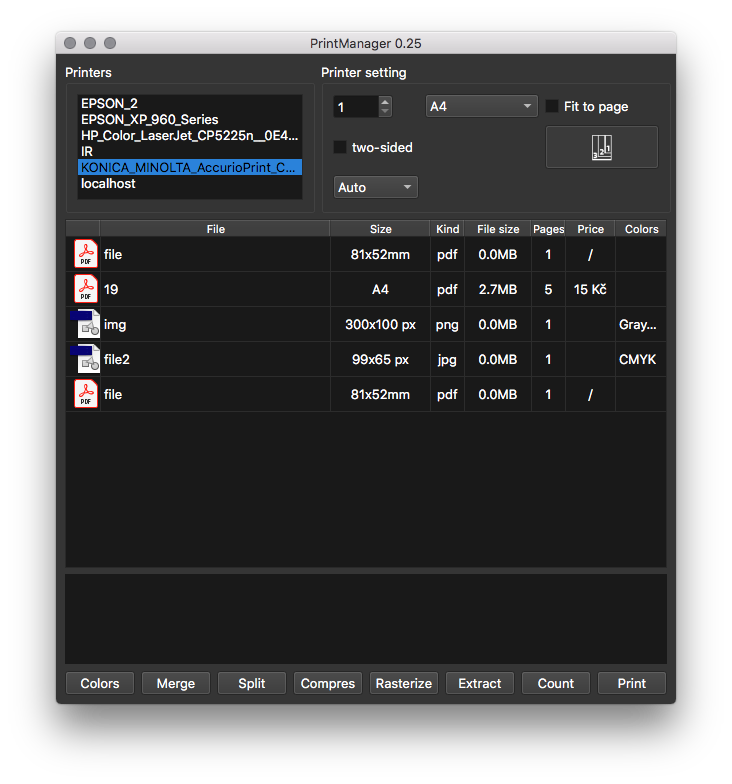 PrintManager 0.25
Printers
Printer setting
EPSON_2
EPSON_XP_960_Series
HP_Color_LaserJet_CP5225n__0E4...
IR
KONICA_MINOLTA_AccurioPrint_C...
localhost
1
A4
Fit to page
two-sided
321
Auto
File Size Kind File size Pages Price Colors
PDF file 81x52mm pdf 0.0MB 1 /
PDF 19 A4 pdf 2.7MB 5 15 Kč
img 300x100 px png 0.0MB 1 Gray...
file2 99x65 px jpg 0.0MB 1 CMYK
PDF file 81x52mm pdf 0.0MB 1 /
Colors Merge Split Compres Rasterize Extract Count Print